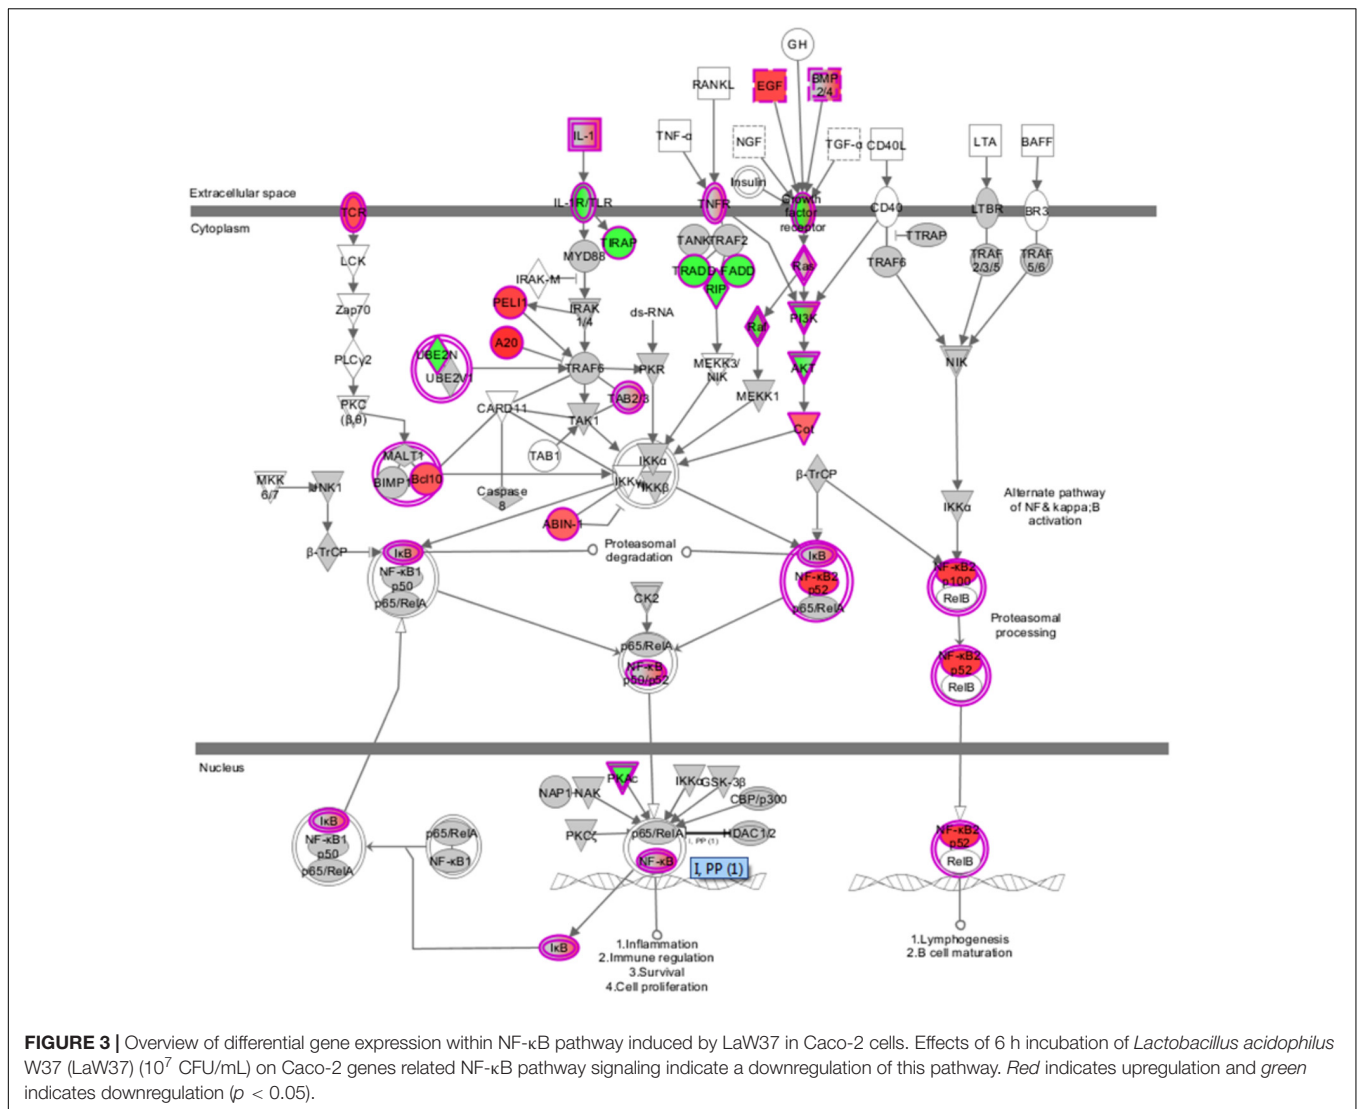 GH
RANKL
EGF
BMP
2/4
IL-1
TNF-α
NGF
TGF-α
CD40L
LTA
BAFF
Insulin
Extracellular space
TCR
IL-1R/TLR
TNFR
Growth
factor
receptor
CD40
LTBR
BR3
Cytoplasm
LCK
MYD88
TIRAP
TANK
TRAF2
TTRAP
TRAF6
TRAF
2/3/5
TRAF
5/6
IRAK-M
TRADD
FADD
RIP
Ras
Zap70
PELI1
IRAK
1/4
ds-RNA
Raf
PI3K
A20
PLCγ2
UBE2N
UBE2V1
TRAF6
PKR
MEKK3/
NIK
AKT
NIK
PKC
(β,θ)
CARD11
TAB2/3
MEKK1
TAK1
Cot
MALT1
TAB1
IKKα
BIMP1
Bcl10
IKKγ
IKKβ
β-TrCP
MKK
6/7
JNK1
Caspase
8
IKKα
Alternate pathway
of NF& kappa;B
activation
ABIN-1
β-TrCP
IκB
Proteasomal
degradation
IκB
NF-κB1
p50
p65/RelA
NF-κB2
p52
p65/RelA
NF-κB2
p100
RelB
CK2
Proteasomal
processing
p65/RelA
NF-κB
p50/p52
NF-κB2
p52
RelB
Nucleus
PKAc
NAP1
NAK
IKKα
GSK-3β
CBP/p300
IκB
NF-κB1
p50
p65/RelA
p65/RelA
NF-κB1
PKCζ
p65/RelA
I, PP (1)
HDAC1/2
NF-κB
I, PP (1)
NF-κB2
p52
RelB
IκB
1.Inflammation
2.Immune regulation
3.Survival
4.Cell proliferation
1.Lymphogenesis
2.B cell maturation
FIGURE 3 | Overview of differential gene expression within NF-κB pathway induced by LaW37 in Caco-2 cells. Effects of 6 h incubation of Lactobacillus acidophilus
W37 (LaW37) (10⁷ CFU/mL) on Caco-2 genes related NF-κB pathway signaling indicate a downregulation of this pathway. Red indicates upregulation and green
indicates downregulation (p < 0.05).